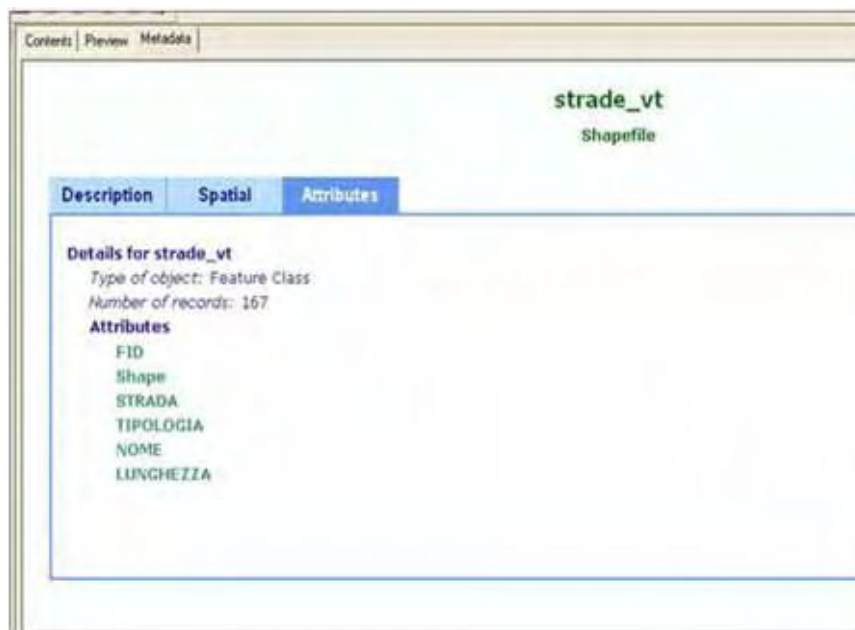 Contents Preview Metadata
strade_vt
Shapefile
Description Spatial Attributes
Details for strade_vt
Type of object: Feature Class
Number of records: 167
Attributes
FID
Shape
STRADA
TIPOLOGIA
NOME
LUNGHEZZA